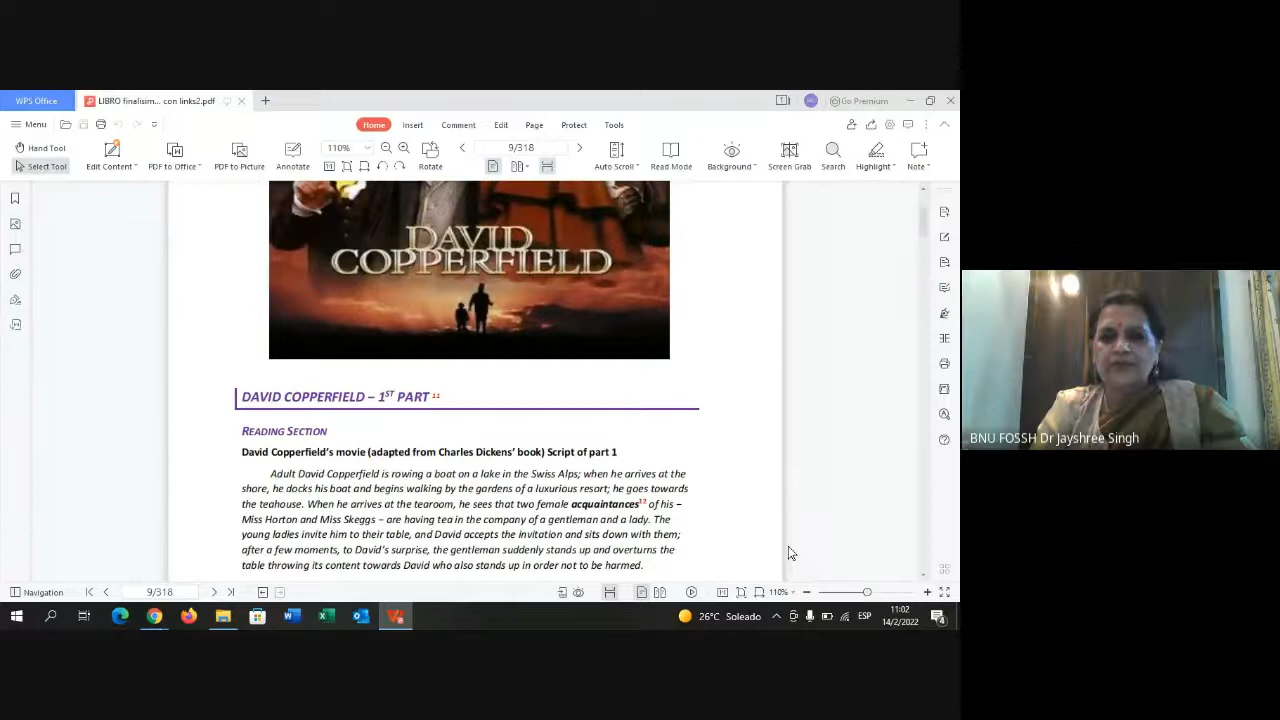 WPS Office
LIBRO finalisim... con links2.pdf
Go Premium
Menu
Home
Insert
Comment
Edit
Page
Protect
Tools
Hand Tool
Select Tool
Edit Content
PDF to Office
PDF to Picture
Annotate
110%
9/318
Rotate
Auto Scroll
Read Mode
Background
Screen Grab
Search
Highlight
Note
DAVID
COPPERFIELD
DAVID COPPERFIELD – 1ST PART 11
READING SECTION
David Copperfield's movie (adapted from Charles Dickens' book) Script of part 1
Adult David Copperfield is rowing a boat on a lake in the Swiss Alps; when he arrives at the
shore, he docks his boat and begins walking by the gardens of a luxurious resort; he goes towards
the teahouse. When he arrives at the tearoom, he sees that two female acquaintances12 of his –
Miss Horton and Miss Skeggs – are having tea in the company of a gentleman and a lady. The
young ladies invite him to their table, and David accepts the invitation and sits down with them;
after a few moments, to David's surprise, the gentleman suddenly stands up and overturns the
table throwing its content towards David who also stands up in order not to be harmed.
BNU FOSSH Dr Jayshree Singh
Navigation
9/318
110%
26°C Soleado
ESP
11:02
14/2/2022
4